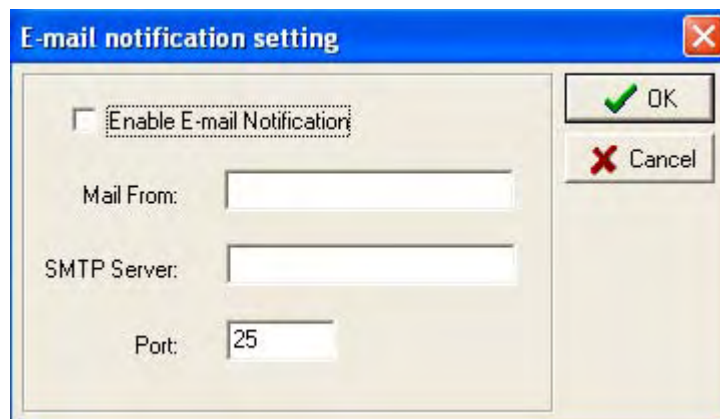 E-mail notification setting
OK
Enable E-mail Notification
Cancel
Mail From:
SMTP Server:
Port: 25